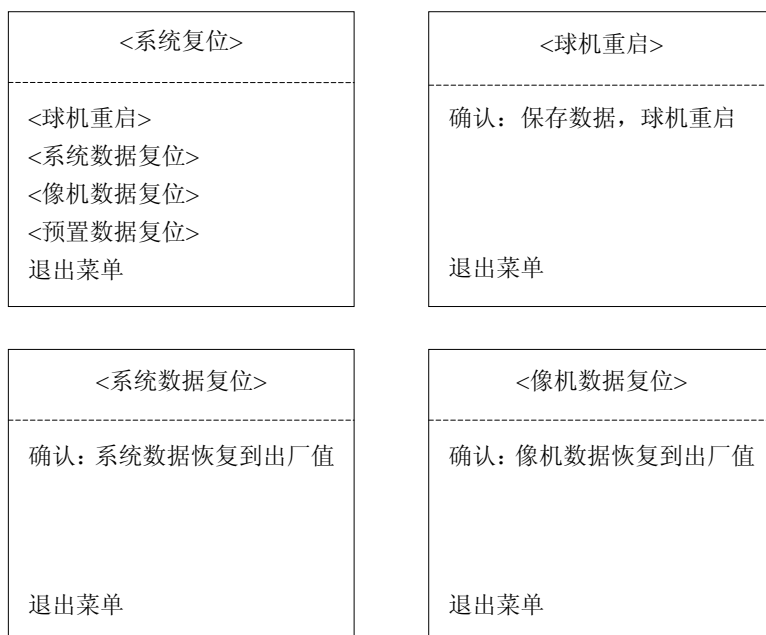 <系统复位>
<球机重启>
<系统数据复位>
<像机数据复位>
<预置数据复位>
退出菜单
<球机重启>
确认：保存数据，球机重启
退出菜单
<系统数据复位>
确认：系统数据恢复到出厂值
退出菜单
<像机数据复位>
确认：像机数据恢复到出厂值
退出菜单